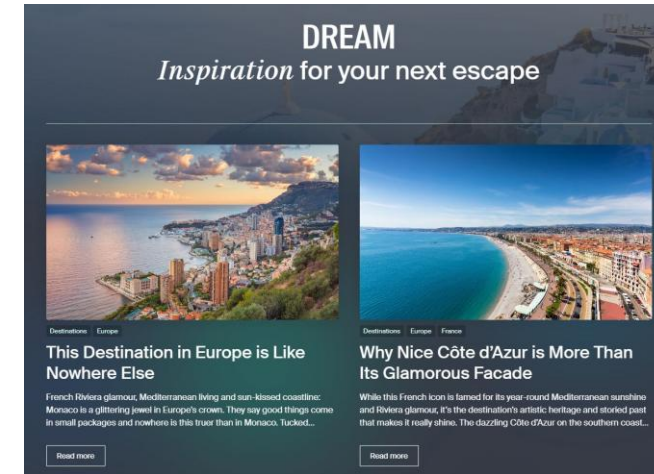 DREAM
Inspiration for your next escape
Destinations Europe
This Destination in Europe is Like
Nowhere Else
French Riviera glamour, Mediterranean living and sun-kissed coastline:
Monaco is a glittering jewel in Europe's crown. They say good things come
in small packages and nowhere is this truer than in Monaco. Tucked...
Read more
Destinations Europe France
Why Nice Côte d'Azur is More Than
Its Glamorous Facade
While this French icon is famed for its year-round Mediterranean sunshine
and Riviera glamour, it's the destination's artistic heritage and storied past
that makes it really shine. The dazzling Côte d'Azur on the southern coast...
Read more